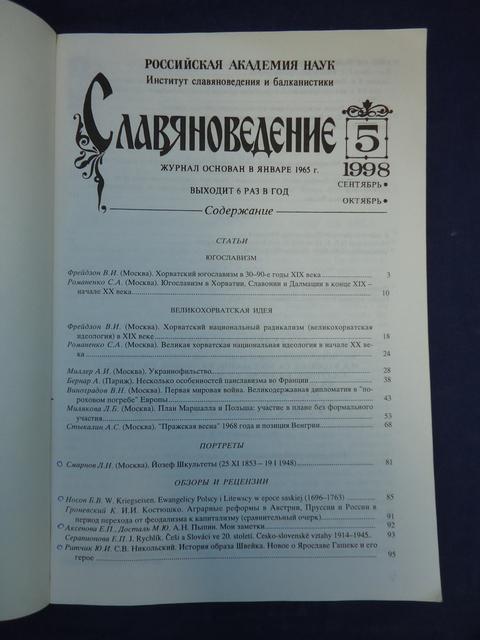 РОССИЙСКАЯ АКАДЕМИЯ НАУК
Институт славяноведения и балканистики
СЛАВЯНОВЕДЕНИЕ
5
1998
ЖУРНАЛ ОСНОВАН В ЯНВАРЕ 1965 г.
СЕНТЯБРЬ •
ВЫХОДИТ 6 РАЗ В ГОД
ОКТЯБРЬ •
Содержание
СТАТЬИ
ЮГОСЛАВИЗМ
Фрейдзон В.И. (Москва). Хорватский югославизм в 30–90-е годы XIX века 3
Романенко С.А. (Москва). Югославизм в Хорватии, Славонии и Далмации в конце XIX –
начале XX века 10
ВЕЛИКОХОРВАТСКАЯ ИДЕЯ
Фрейдзон В.И. (Москва). Хорватский национальный радикализм (великохорватская
идеология) в XIX веке 18
Романенко С.А. (Москва). Великая хорватская национальная идеология в начале XX ве-
ка 24
Миллер А.И. (Москва). Украинофильство 28
Бернар А. (Париж). Несколько особенностей панславизма во Франции 38
Виноградов В.Н. (Москва). Первая мировая война. Великодержавная дипломатия в "по-
роховом погребе" Европы 43
Милякова Л.Б. (Москва). План Маршалла и Польша: участие в плане без формального
участия 53
Стыкалин А.С. (Москва). "Пражская весна" 1968 года и позиция Венгрии 68
ПОРТРЕТЫ
Смирнов Л.Н. (Москва). Йозеф Шкультеты (25 XI 1853 – 19 I 1948) 81
ОБЗОРЫ И РЕЦЕНЗИИ
Носов Б.В. W. Kriegseisen. Ewangelicy Polscy i Litewscy w epoce saskiej (1696–1763) 85
Гроневский К. И.И. Костюшко. Аграрные реформы в Австрии, Пруссии и России в
период перехода от феодализма к капитализму (сравнительный очерк) 91
Аксенова Е.П., Досталь М.Ю. А.Н. Пыпин. Мои заметки 92
Серапионова Е.П. J. Rychlík. Češi a Slováci ve 20. století. Česko-slovenské vztahy 1914–1945. 93
Ритчик Ю.И. С.В. Никольский. История образа Швейка. Новое о Ярославе Гашеке и его
герое 95